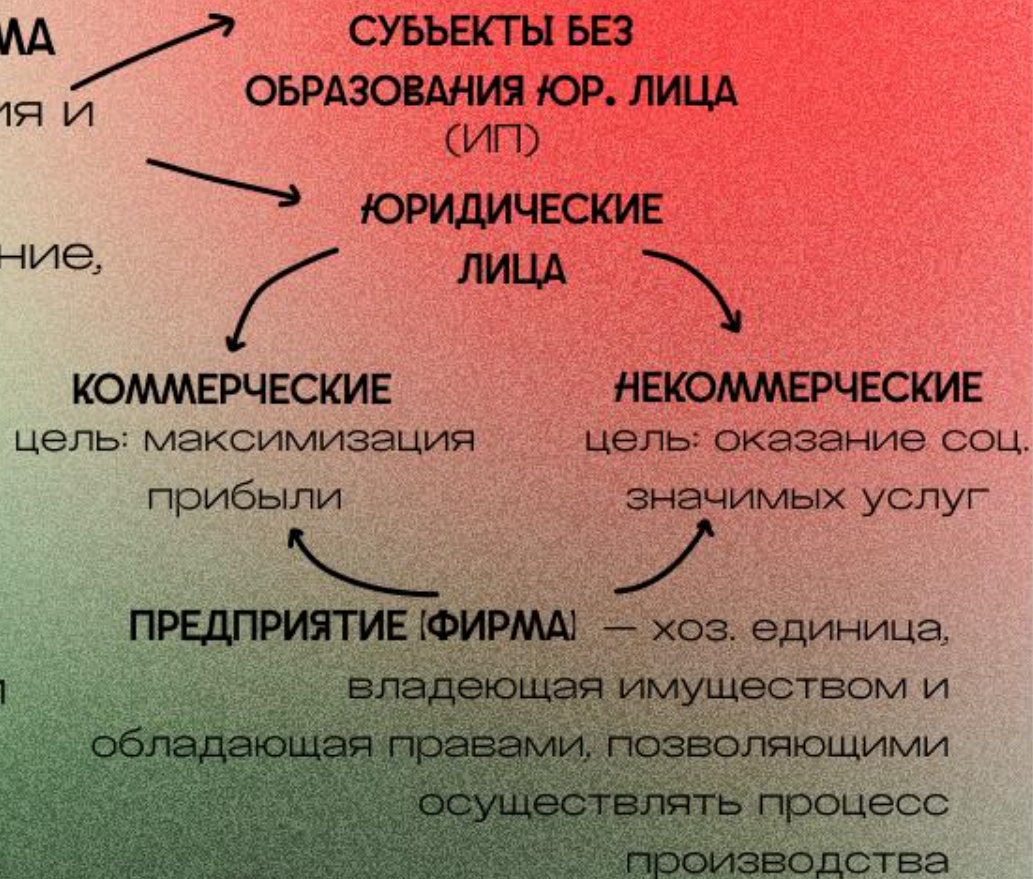 СУБЪЕКТЫ БЕЗ
ОБРАЗОВАНИЯ ЮР. ЛИЦА
ия и
(ИП)
ЮРИДИЧЕСКИЕ
ние,
ЛИЦА
КОММЕРЧЕСКИЕ
цель: максимизация
прибыли
НЕКОММЕРЧЕСКИЕ
цель: оказание соц.
значимых услуг
ПРЕДПРИЯТИЕ (ФИРМА) — хоз. единица,
владеющая имуществом и
обладающая правами, позволяющими
осуществлять процесс
производства